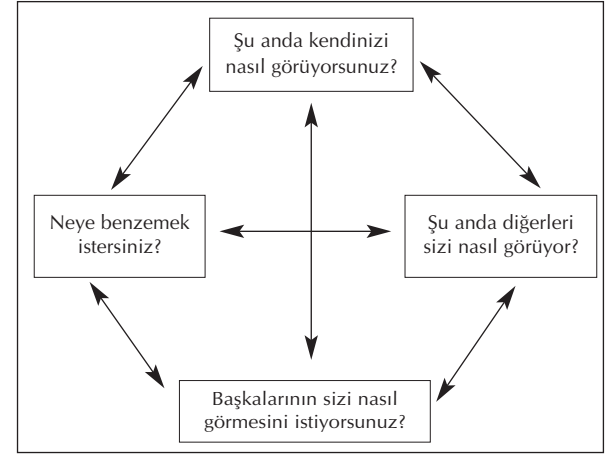 Şu anda kendinizi
nasıl görüyorsunuz?
Neye benzemek
istersiniz?
Şu anda diğerleri
sizi nasıl görüyor?
Başkalarının sizi nasıl
görmesini istiyorsunuz?